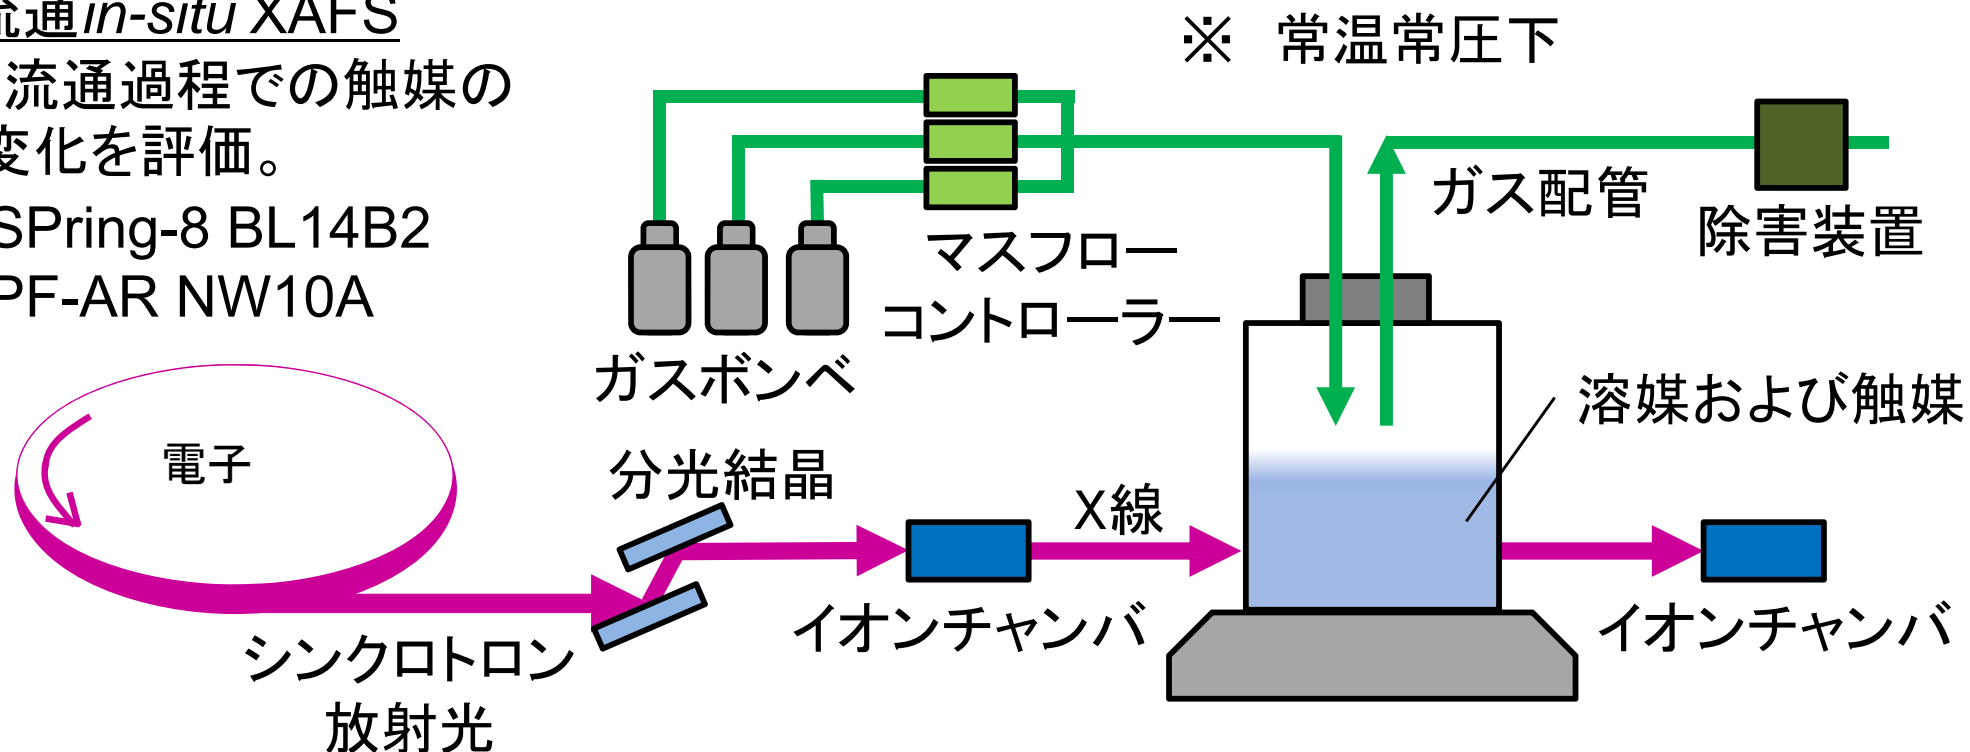 流通in-situ XAFS
流通過程での触媒の
変化を評価。
SPring-8 BL14B2
PF-AR NW10A
※ 常温常圧下
ガス配管
除害装置
マスフロー
コントローラー
ガスボンベ
溶媒および触媒
電子
分光結晶
X線
イオンチャンバ
イオンチャンバ
シンクロトロン
放射光